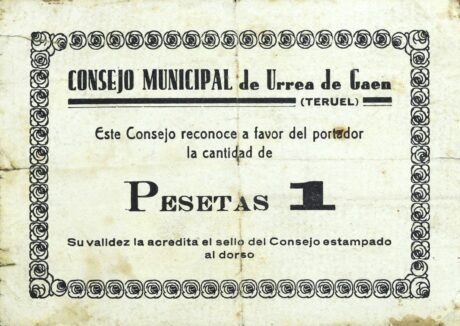 CONSEJO MUNICIPAL de Urrea de Gaen
(TERUEL)
Este Consejo reconoce a favor del portador
la cantidad de
PESETAS 1
Su validez la acredita el sello del Consejo estampado
al dorso